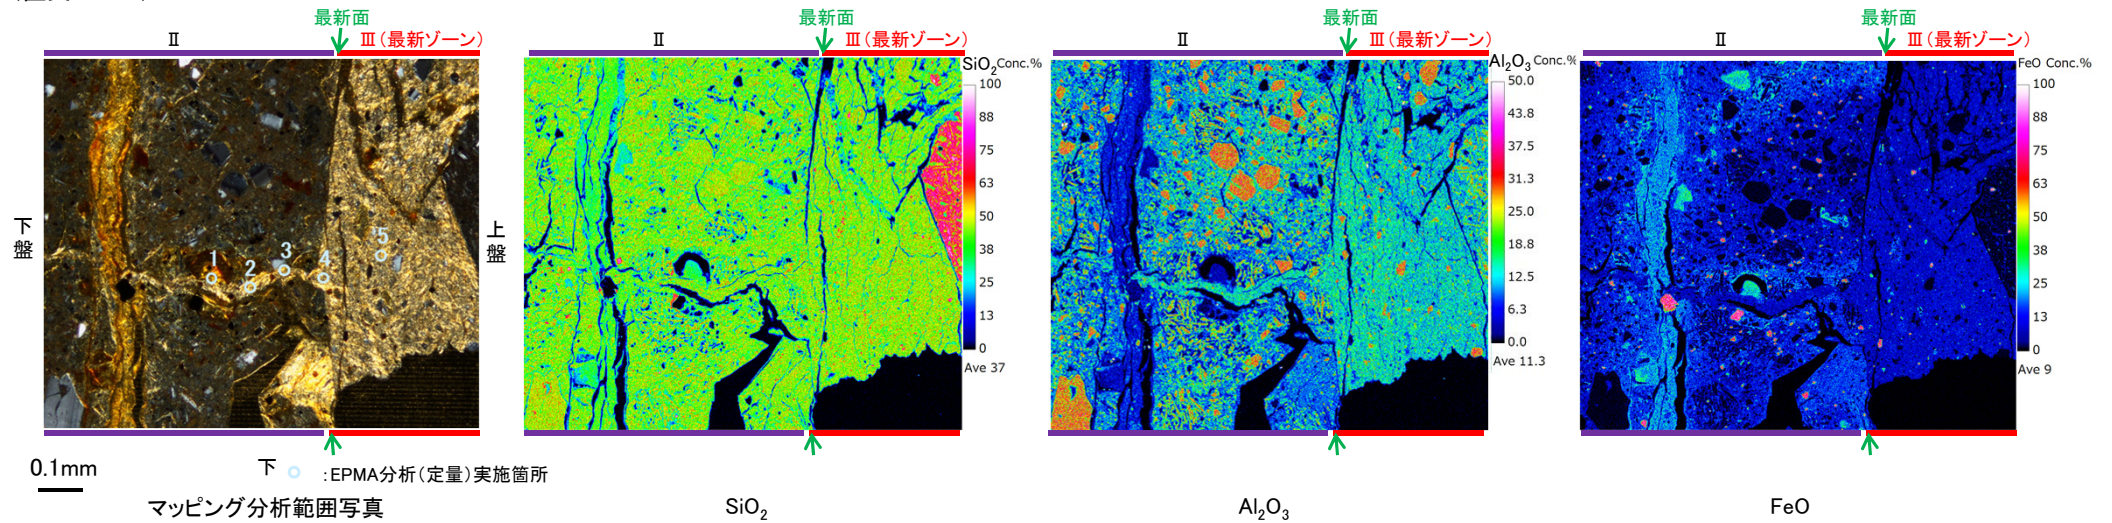 最新面
Ⅱ
Ⅲ(最新ゾーン)
下盤
上盤
1
2
3
4
5
0.1mm
下
:EPMA分析(定量)実施箇所
マッピング分析範囲写真
最新面
Ⅱ
Ⅲ(最新ゾーン)
SiO₂ Conc.%
100
88
75
63
50
38
25
13
0
Ave 37
SiO₂
最新面
Ⅱ
Ⅲ(最新ゾーン)
Al₂O₃ Conc.%
50.0
43.8
37.5
31.3
25.0
18.8
12.5
6.3
0.0
Ave 11.3
Al₂O₃
最新面
Ⅱ
Ⅲ(最新ゾーン)
FeO Conc.%
100
88
75
63
50
25
13
0
Ave 9
FeO